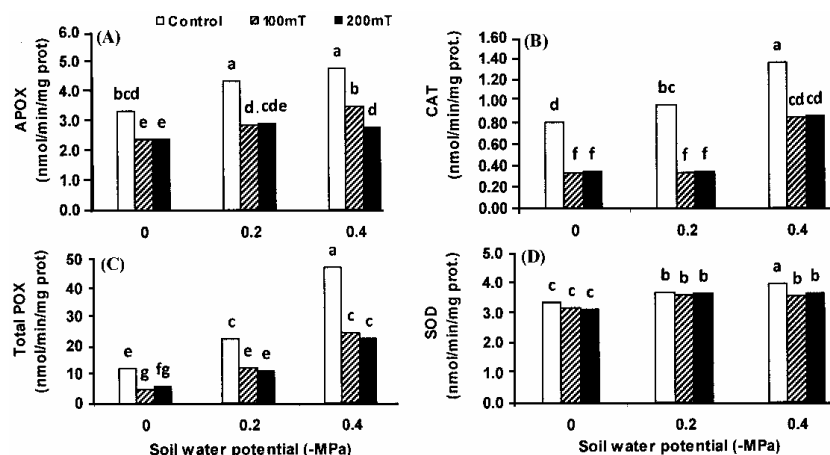 Control 100mT 200mT
(A)
APOX
(nmol/min/mg prot)
6.0
5.0
4.0
3.0
2.0
1.0
0.0
bcd e e
a d. cde
a b d
0 0.2 0.4
(B)
CAT
(nmol/min/mg prot.)
1.60
1.40
1.20
1.00
0.80
0.60
0.40
0.20
0.00
d f f
bc f f
a cd cd
0 0.2 0.4
(C)
Total POX
(nmol/min/mg prot)
50
40
30
20
10
0
e g fg
c e e
a c c
0 0.2 0.4
Soil water potential (-MPa)
(D)
SOD
(nmol/min/mg prot.)
5.0
4.0
3.0
2.0
1.0
0.0
c c c
b b b
a b b
0 0.2 0.4
Soil water potential (-MPa)